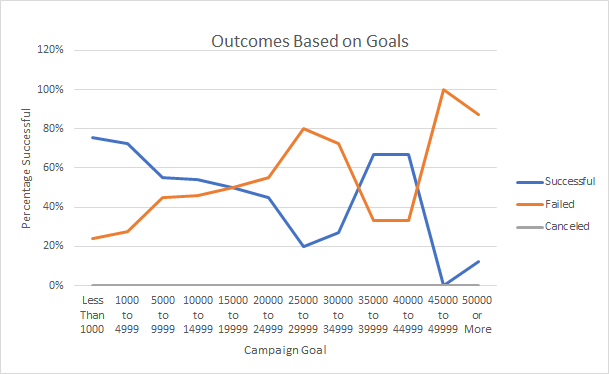 Outcomes Based on Goals
120%
100%
80%
60%
40%
20%
0%
Percentage Successful
Less Than 1000
1000 to 4999
5000 to 9999
10000 to 14999
15000 to 19999
20000 to 24999
25000 to 29999
30000 to 34999
35000 to 39999
40000 to 44999
45000 to 49999
50000 or More
Campaign Goal
Successful
Failed
Canceled